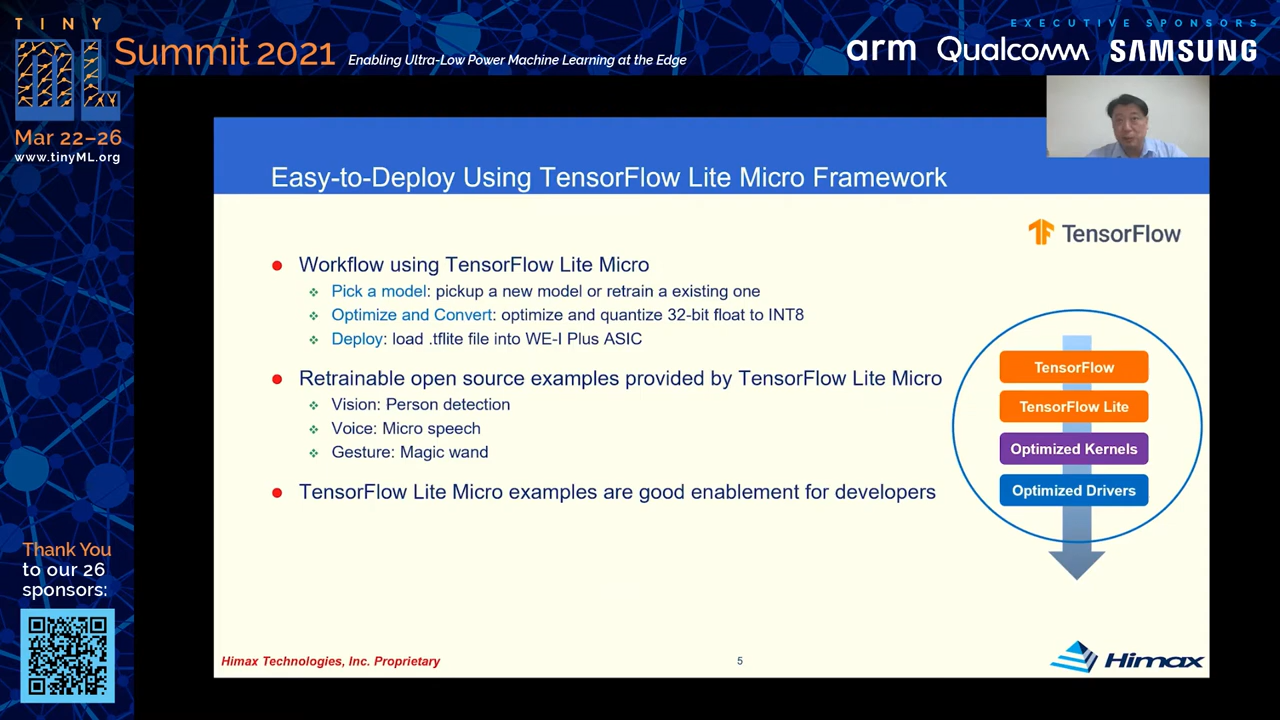 TINY
ML
Summit 2021
Enabling Ultra-Low Power Machine Learning at the Edge
EXECUTIVE SPONSORS
arm Qualcomm SAMSUNG
Mar 22–26
www.tinyML.org
Easy-to-Deploy Using TensorFlow Lite Micro Framework
TensorFlow
Workflow using TensorFlow Lite Micro
Pick a model: pickup a new model or retrain a existing one
Optimize and Convert: optimize and quantize 32-bit float to INT8
Deploy: load .tflite file into WE-I Plus ASIC
Retrainable open source examples provided by TensorFlow Lite Micro
Vision: Person detection
Voice: Micro speech
Gesture: Magic wand
TensorFlow Lite Micro examples are good enablement for developers
TensorFlow
TensorFlow Lite
Optimized Kernels
Optimized Drivers
Thank You
to our 26
sponsors:
Himax Technologies, Inc. Proprietary
5
Himax